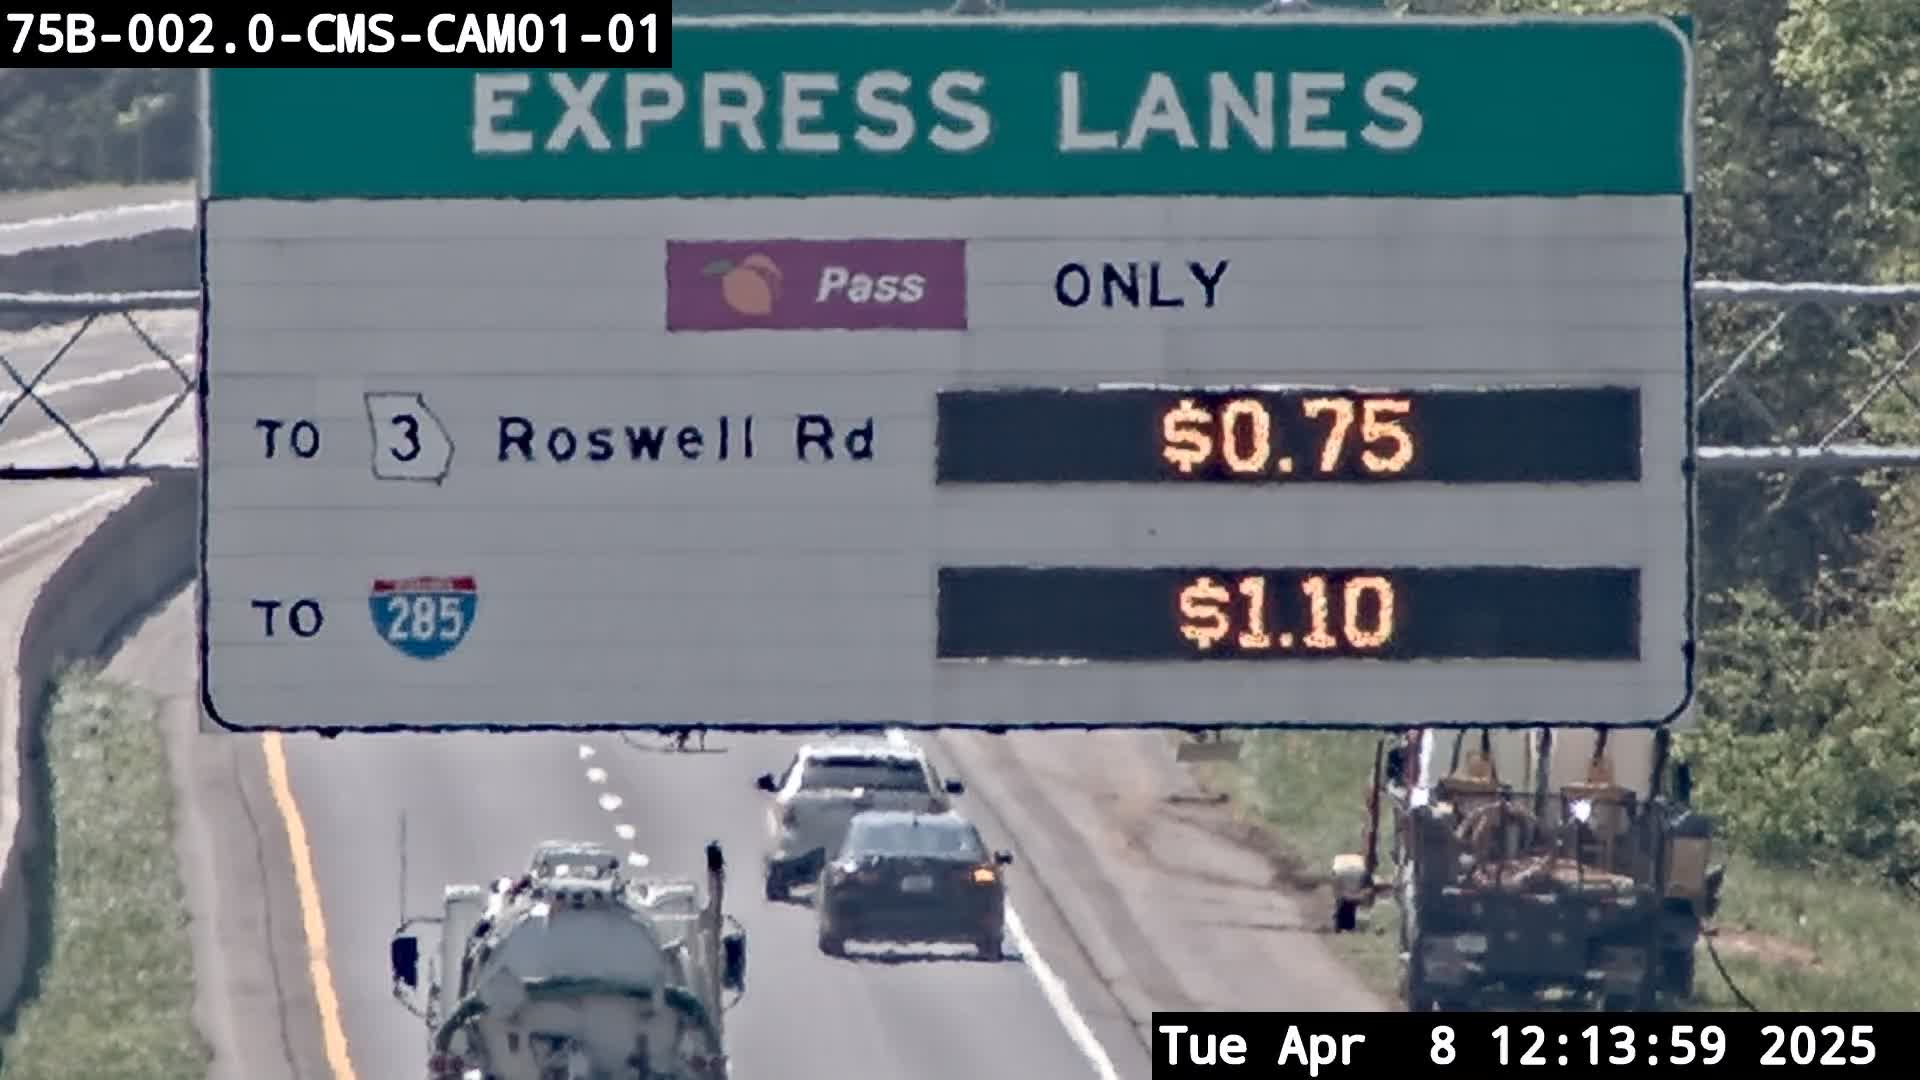 75B-002.0-CMS-CAM01-01
EXPRESS LANES
Pass ONLY
TO 3 Roswell Rd $0.75
TO 285 $1.10
Tue Apr 8 12:13:59 2025